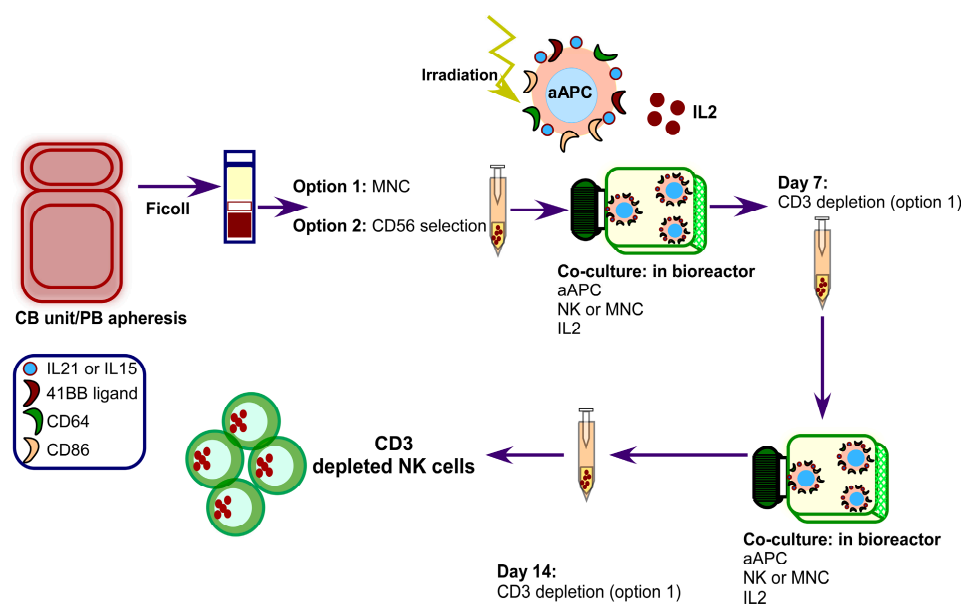 Irradiation
aAPC
IL2
Ficoll
Option 1: MNC
Option 2: CD56 selection
Day 7:
CD3 depletion (option 1)
Co-culture: in bioreactor
aAPC
NK or MNC
IL2
CB unit/PB apheresis
IL21 or IL15
41BB ligand
CD64
CD86
CD3
depleted NK cells
Co-culture: in bioreactor
aAPC
NK or MNC
IL2
Day 14:
CD3 depletion (option 1)